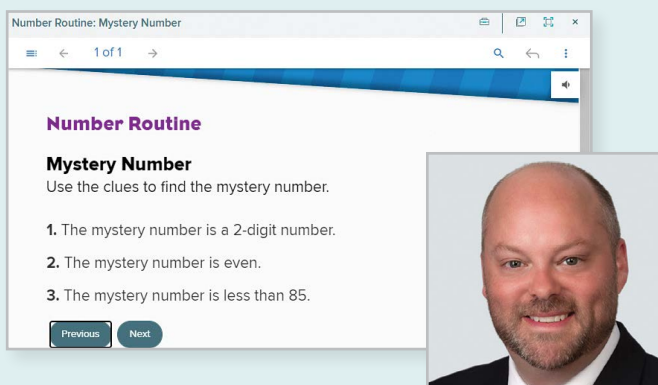 Number Routine: Mystery Number
1 of 1
Number Routine
Mystery Number
Use the clues to find the mystery number.
1. The mystery number is a 2-digit number.
2. The mystery number is even.
3. The mystery number is less than 85.
Previous Next